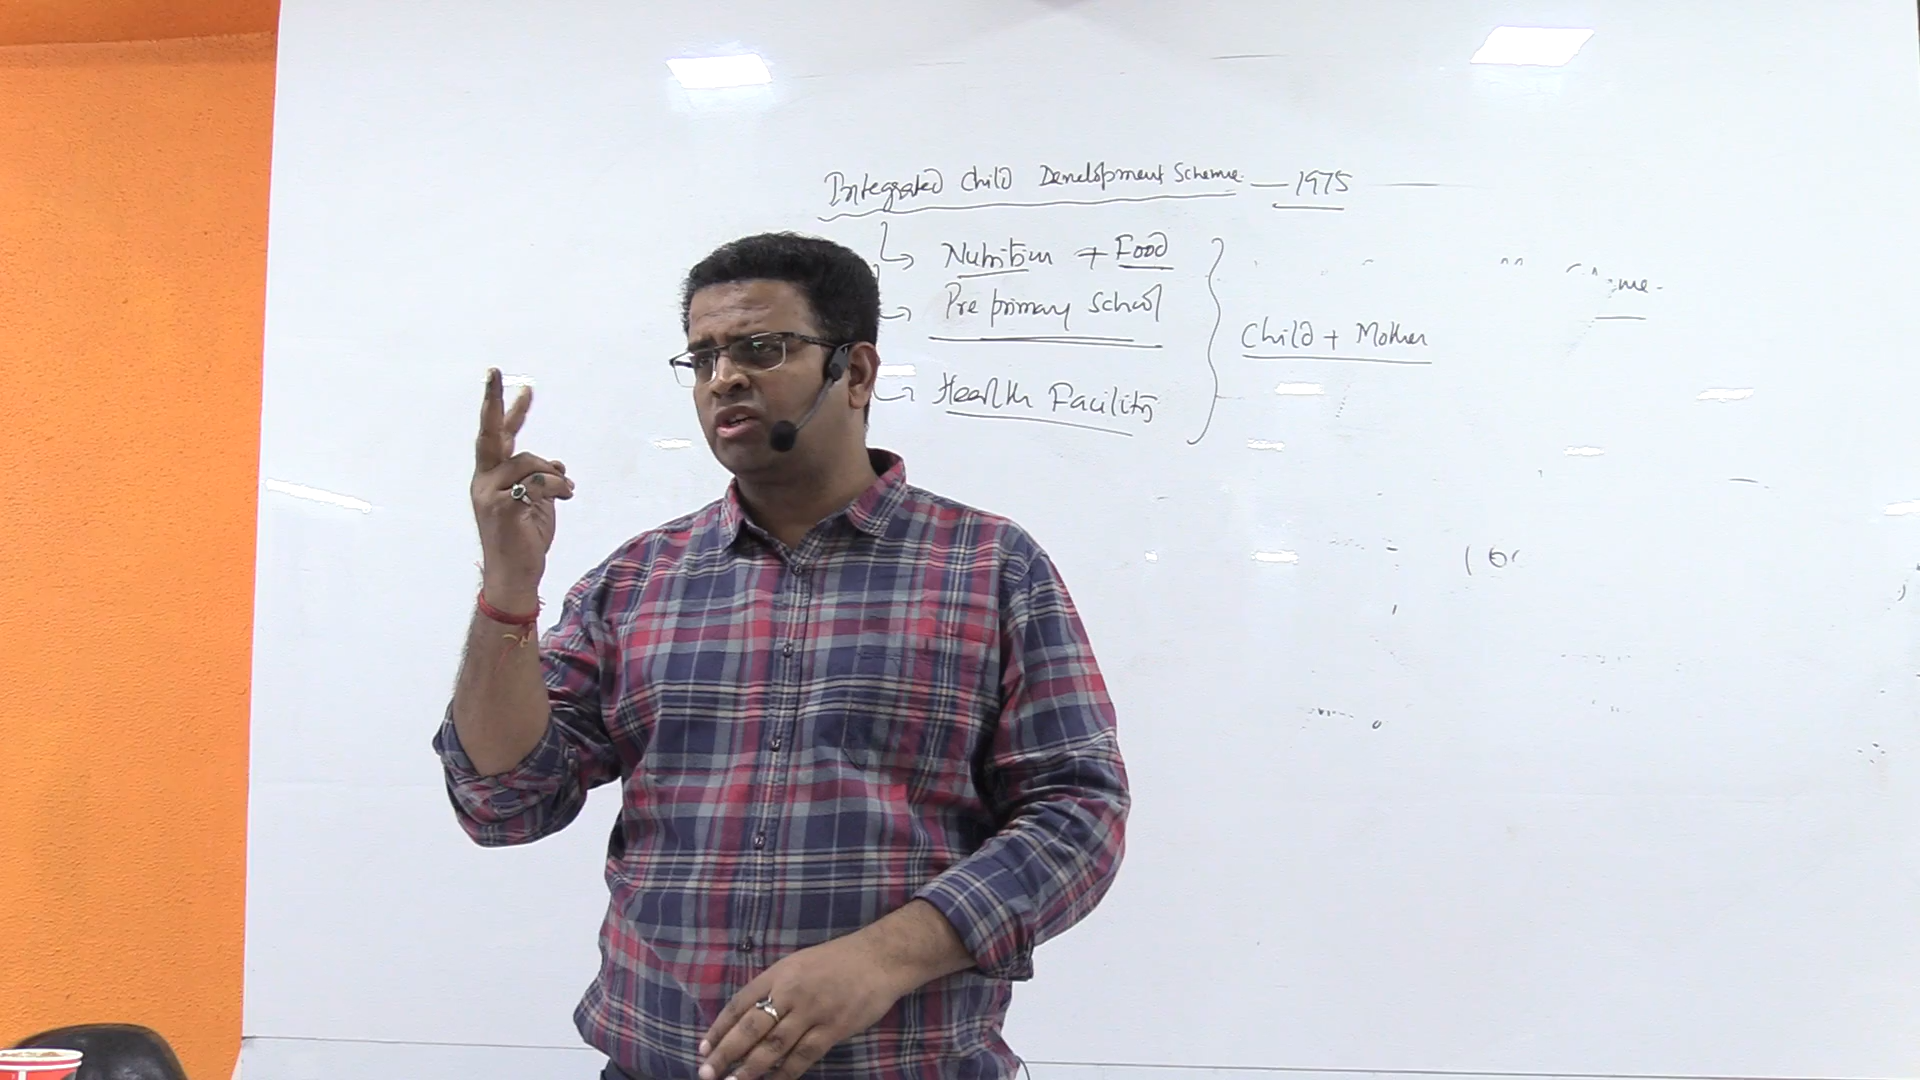 Integrated Child Development Scheme. — 1975
Nutrition + Food
Pre primary School
Child + Mother
Health Facility